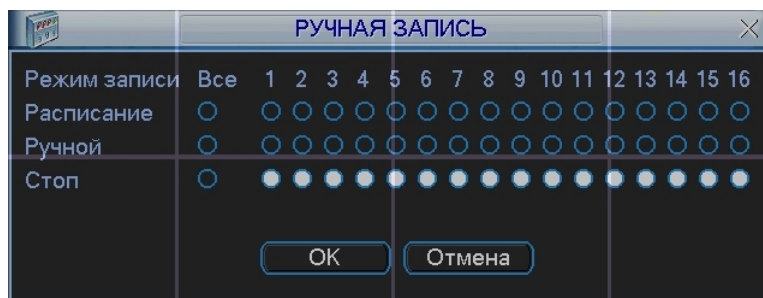 РУЧНАЯ ЗАПИСЬ
Режим записи Все 1 2 3 4 5 6 7 8 9 10 11 12 13 14 15 16
Расписание
Ручной
Стоп
OK Отмена